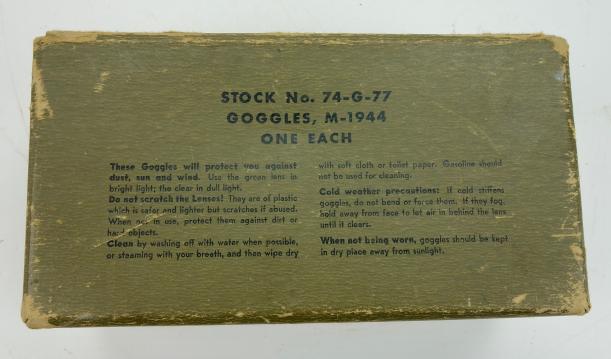 STOCK No. 74-G-77
GOGGLES, M-1944
ONE EACH
These Goggles will protect you against
dust, sun and wind. Use the green lens in
bright light; the clear in dull light.
Do not scratch the Lenses! They are of plastic
which is safer and lighter but scratches if abused.
When not in use, protect them against dirt or
hard objects.
Clean by washing off with water when possible,
or steaming with your breath, and then wipe dry
with soft cloth or toilet paper. Gasoline should
not be used for cleaning.
Cold weather precautions: If cold stiffens
goggles, do not bend or force them. If they fog,
hold away from face to let air in behind the lens
until it clears.
When not being worn, goggles should be kept
in dry place away from sunlight.